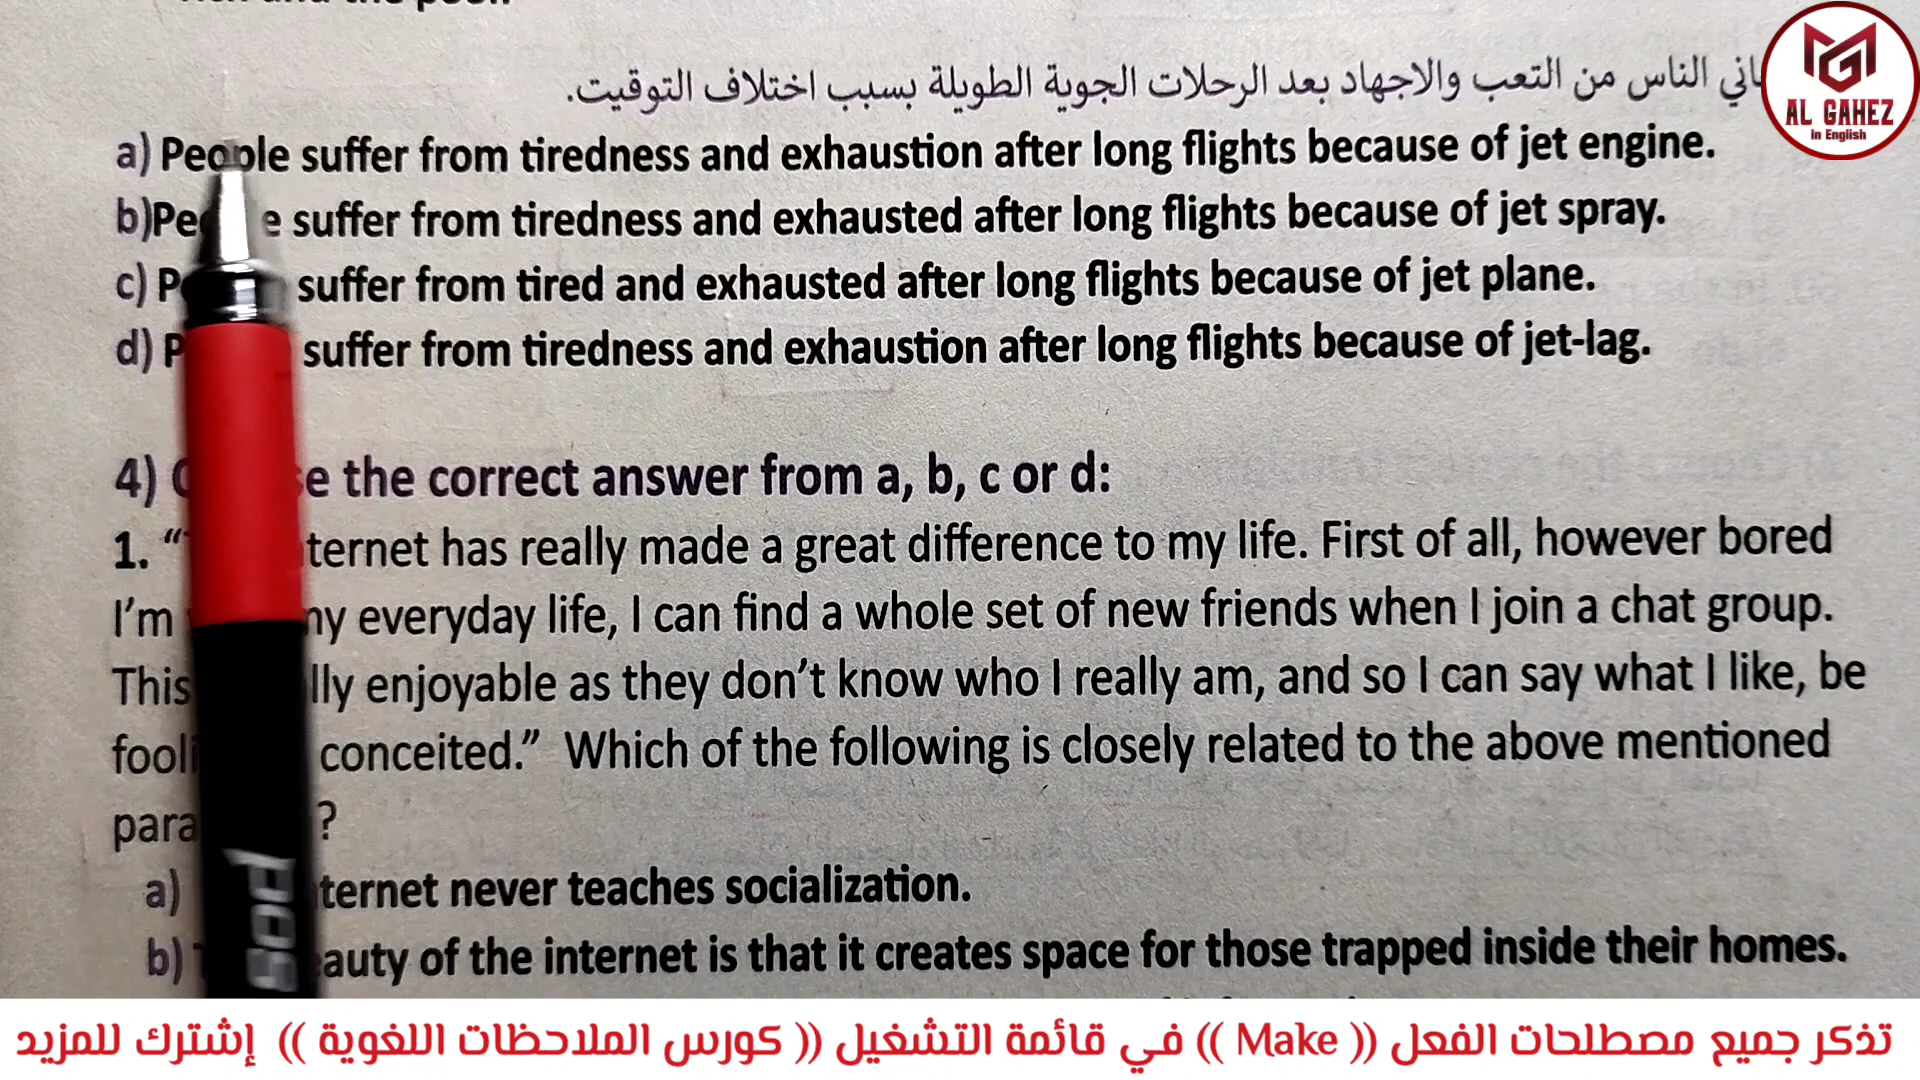 اني الناس من التعب والاجهاد بعد الرحلات الجوية الطويلة بسبب اختلاف التوقيت.
AL GAHEZ
in English
a) People suffer from tiredness and exhaustion after long flights because of jet engine.
b) suffer from tiredness and exhausted after long flights because of jet spray.
c) suffer from tired and exhausted after long flights because of jet plane.
d) suffer from tiredness and exhaustion after long flights because of jet-lag.
4) the correct answer from a, b, c or d:
1. “ ternet has really made a great difference to my life. First of all, however bored
I’m my everyday life, I can find a whole set of new friends when I join a chat group.
This lly enjoyable as they don’t know who I really am, and so I can say what I like, be
fooli conceited.” Which of the following is closely related to the above mentioned
para ?
a) ternet never teaches socialization.
b) auty of the internet is that it creates space for those trapped inside their homes.
pos
تذكر جميع مصطلحات الفعل (( Make )) في قائمة التشغيل (( كورس الملاحظات اللغوية )) إشترك للمزيد